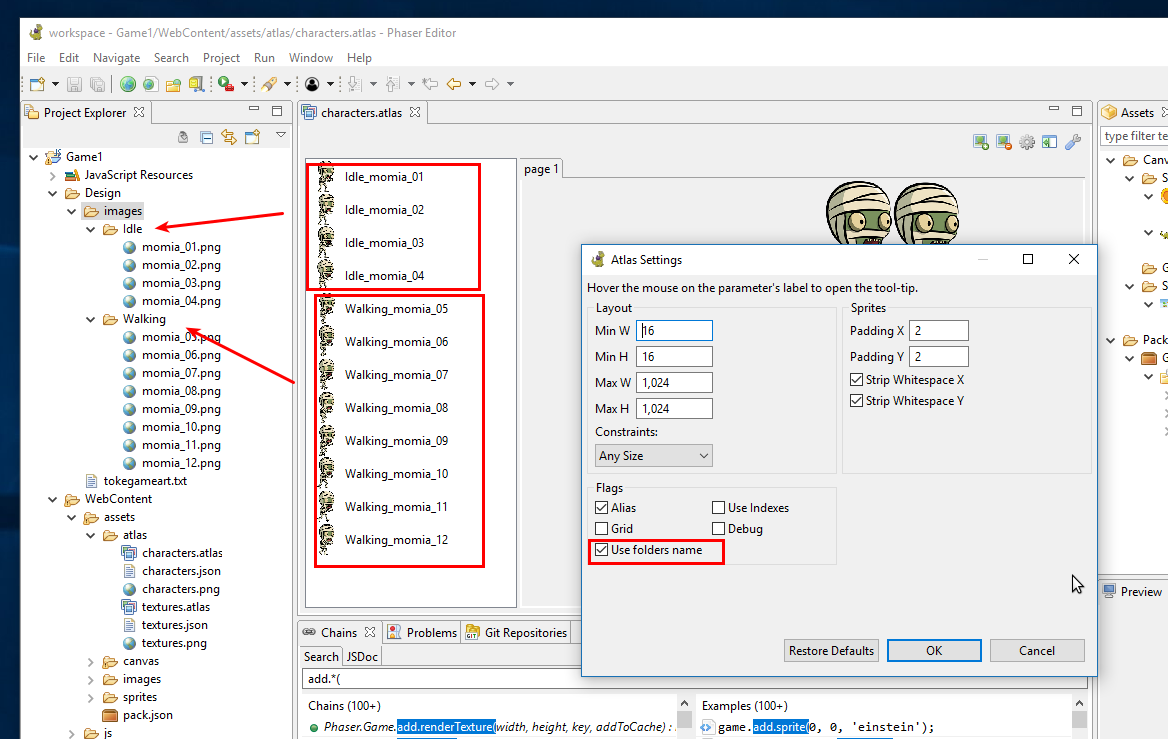 workspace - Game1/WebContent/assets/atlas/characters.atlas - Phaser Editor
File Edit Navigate Search Project Run Window Help
Project Explorer
Game1
JavaScript Resources
Design
images
Idle
momia_01.png
momia_02.png
momia_03.png
momia_04.png
Walking
momia_05.png
momia_06.png
momia_07.png
momia_08.png
momia_09.png
momia_10.png
momia_11.png
momia_12.png
tokegameart.txt
WebContent
assets
atlas
characters.atlas
characters.json
characters.png
textures.atlas
textures.json
textures.png
canvas
images
sprites
pack.json
js
characters.atlas
Idle_momia_01
Idle_momia_02
Idle_momia_03
Idle_momia_04
Walking_momia_05
Walking_momia_06
Walking_momia_07
Walking_momia_08
Walking_momia_09
Walking_momia_10
Walking_momia_11
Walking_momia_12
page 1
Atlas Settings
Hover the mouse on the parameter's label to open the tool-tip.
Layout
Min W 16
Min H 16
Max W 1,024
Max H 1,024
Constraints:
Any Size
Sprites
Padding X 2
Padding Y 2
Strip Whitespace X
Strip Whitespace Y
Flags
Alias Use Indexes
Grid Debug
Use folders name
Restore Defaults OK Cancel
Chains Problems Git Repositories
Search JSDoc
add.*(
Chains (100+)
Phaser.Game.add.renderTexture(width, height, key, addToCache) :
Examples (100+)
game.add.sprite(0, 0, 'einstein');
Assets
type filter te
Canv
S
G
S
Pack
G
Preview